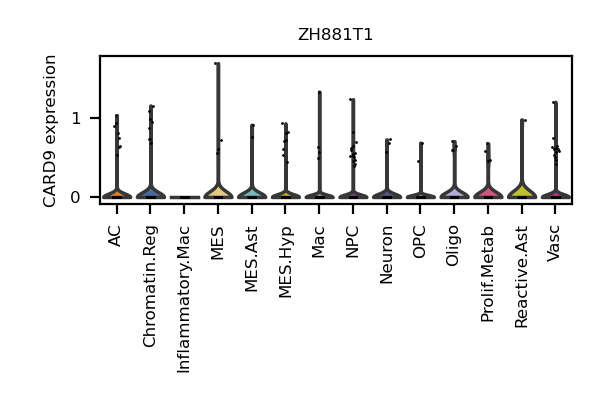 ZH881T1
CARD9 expression
1
0
AC
Chromatin.Reg
Inflammatory.Mac
MES
MES.Ast
MES.Hyp
Mac
NPC
Neuron
OPC
Oligo
Prolif.Metab
Reactive.Ast
Vasc